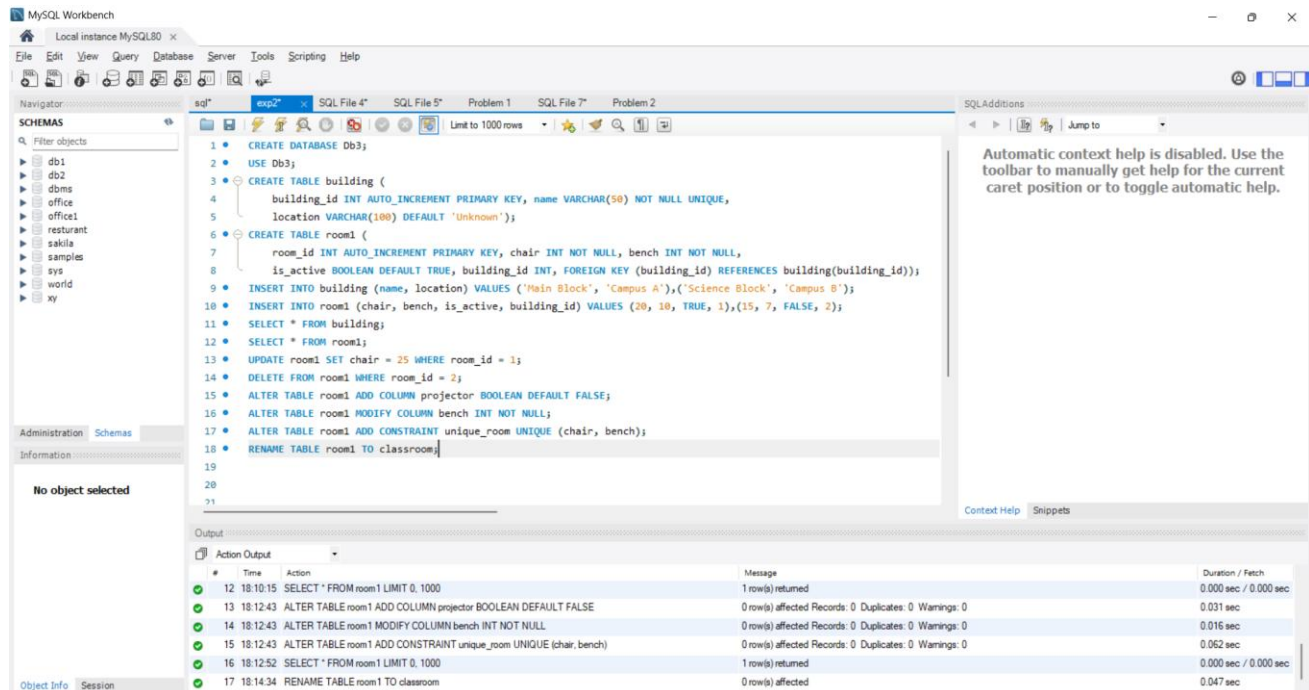 MySQL Workbench
Local instance MySQL80
File Edit View Query Database Server Tools Scripting Help
Navigator
SCHEMAS
Filter objects
db1
db2
dbms
office
office1
resturant
sakila
samples
sys
world
xy
Administration Schemas
Information
No object selected
Object Info Session
sql* exp2* SQL File 4* SQL File 5* Problem 1 SQL File 7* Problem 2
Limit to 1000 rows
1 CREATE DATABASE Db3;
2 USE Db3;
3 CREATE TABLE building (
4 building_id INT AUTO_INCREMENT PRIMARY KEY, name VARCHAR(50) NOT NULL UNIQUE,
5 location VARCHAR(100) DEFAULT 'Unknown');
6 CREATE TABLE room1 (
7 room_id INT AUTO_INCREMENT PRIMARY KEY, chair INT NOT NULL, bench INT NOT NULL,
8 is_active BOOLEAN DEFAULT TRUE, building_id INT, FOREIGN KEY (building_id) REFERENCES building(building_id));
9 INSERT INTO building (name, location) VALUES ('Main Block', 'Campus A'),('Science Block', 'Campus B');
10 INSERT INTO room1 (chair, bench, is_active, building_id) VALUES (20, 10, TRUE, 1),(15, 7, FALSE, 2);
11 SELECT * FROM building;
12 SELECT * FROM room1;
13 UPDATE room1 SET chair = 25 WHERE room_id = 1;
14 DELETE FROM room1 WHERE room_id = 2;
15 ALTER TABLE room1 ADD COLUMN projector BOOLEAN DEFAULT FALSE;
16 ALTER TABLE room1 MODIFY COLUMN bench INT NOT NULL;
17 ALTER TABLE room1 ADD CONSTRAINT unique_room UNIQUE (chair, bench);
18 RENAME TABLE room1 TO classroom;
19
20
21
SQLAdditions
Jump to
Automatic context help is disabled. Use the
toolbar to manually get help for the current
caret position or to toggle automatic help.
Context Help Snippets
Output
Action Output
# Time Action Message Duration / Fetch
12 18:10:15 SELECT * FROM room1 LIMIT 0, 1000 1 row(s) returned 0.000 sec / 0.000 sec
13 18:12:43 ALTER TABLE room1 ADD COLUMN projector BOOLEAN DEFAULT FALSE 0 row(s) affected Records: 0 Duplicates: 0 Warnings: 0 0.031 sec
14 18:12:43 ALTER TABLE room1 MODIFY COLUMN bench INT NOT NULL 0 row(s) affected Records: 0 Duplicates: 0 Warnings: 0 0.016 sec
15 18:12:43 ALTER TABLE room1 ADD CONSTRAINT unique_room UNIQUE (chair, bench) 0 row(s) affected Records: 0 Duplicates: 0 Warnings: 0 0.062 sec
16 18:12:52 SELECT * FROM room1 LIMIT 0, 1000 1 row(s) returned 0.000 sec / 0.000 sec
17 18:14:34 RENAME TABLE room1 TO classroom 0 row(s) affected 0.047 sec